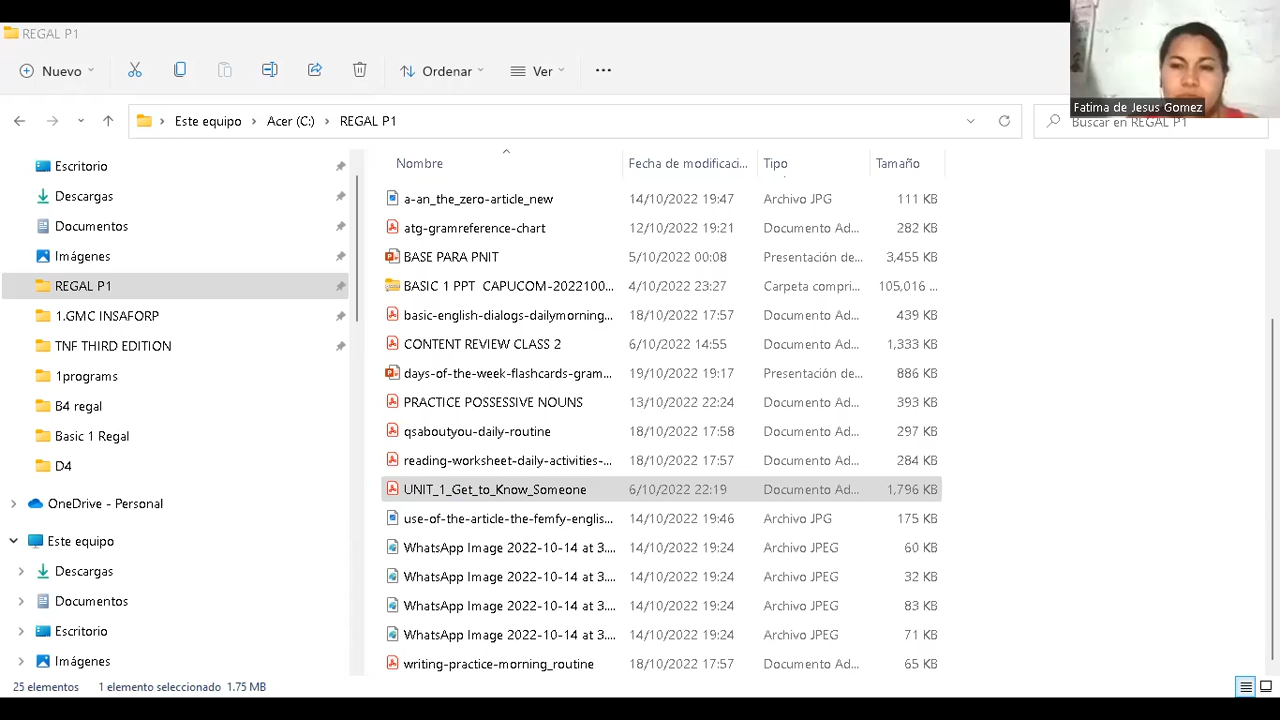 REGAL P1
Nuevo
Ordenar
Ver
Fatima de Jesus Gomez
Este equipo > Acer (C:) > REGAL P1
Buscar en REGAL P1
Nombre Fecha de modificaci... Tipo Tamaño
Escritorio
Descargas
Documentos
Imágenes
REGAL P1
1.GMC INSAFORP
TNF THIRD EDITION
1programs
B4 regal
Basic 1 Regal
D4
OneDrive - Personal
Este equipo
Descargas
Documentos
Escritorio
Imágenes
a-an_the_zero-article_new 14/10/2022 19:47 Archivo JPG 111 KB
atg-gramreference-chart 12/10/2022 19:21 Documento Ad... 282 KB
BASE PARA PNIT 5/10/2022 00:08 Presentación de... 3,455 KB
BASIC 1 PPT CAPUCOM-2022100... 4/10/2022 23:27 Carpeta compri... 105,016 ...
basic-english-dialogs-dailymorning... 18/10/2022 17:57 Documento Ad... 439 KB
CONTENT REVIEW CLASS 2 6/10/2022 14:55 Documento Ad... 1,333 KB
days-of-the-week-flashcards-gram... 19/10/2022 19:17 Presentación de... 886 KB
PRACTICE POSSESSIVE NOUNS 13/10/2022 22:24 Documento Ad... 393 KB
qsaboutyou-daily-routine 18/10/2022 17:58 Documento Ad... 297 KB
reading-worksheet-daily-activities-... 18/10/2022 17:57 Documento Ad... 284 KB
UNIT_1_Get_to_Know_Someone 6/10/2022 22:19 Documento Ad... 1,796 KB
use-of-the-article-the-femfy-englis... 14/10/2022 19:46 Archivo JPG 175 KB
WhatsApp Image 2022-10-14 at 3.... 14/10/2022 19:24 Archivo JPEG 60 KB
WhatsApp Image 2022-10-14 at 3.... 14/10/2022 19:24 Archivo JPEG 32 KB
WhatsApp Image 2022-10-14 at 3.... 14/10/2022 19:24 Archivo JPEG 83 KB
WhatsApp Image 2022-10-14 at 3.... 14/10/2022 19:24 Archivo JPEG 71 KB
writing-practice-morning_routine 18/10/2022 17:57 Documento Ad... 65 KB
25 elementos 1 elemento seleccionado 1.75 MB